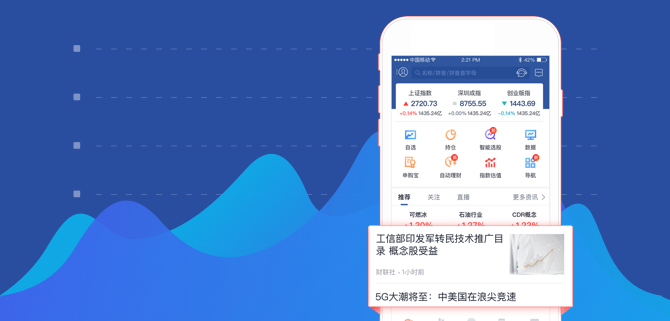 中国移动 2:21 PM 42%
名称/拼音/拼音首字母
上证指数 深圳成指 创业版指
2720.73 8755.55 1443.69
+0.14% 1435.24亿 +0.00% 1435.24亿 -0.14% 1435.24亿
自选 持仓 智能选股 数据
申购宝 自动理财 指数估值 导航
推荐 关注 直播 更多资讯
可燃冰 石油行业 CDR概念
工信部印发军转民技术推广目
录 概念股受益
财联社 · 1小时前
5G大潮将至：中美国在浪尖竞速